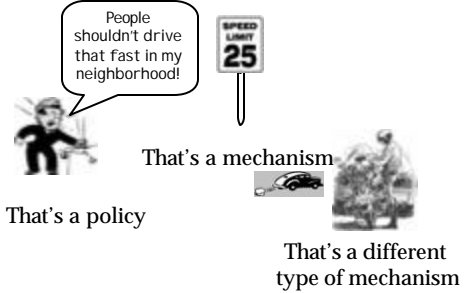 People
shouldn't drive
that fast in my
neighborhood!
SPEED
LIMIT
25
That's a mechanism
That's a policy
That's a different
type of mechanism